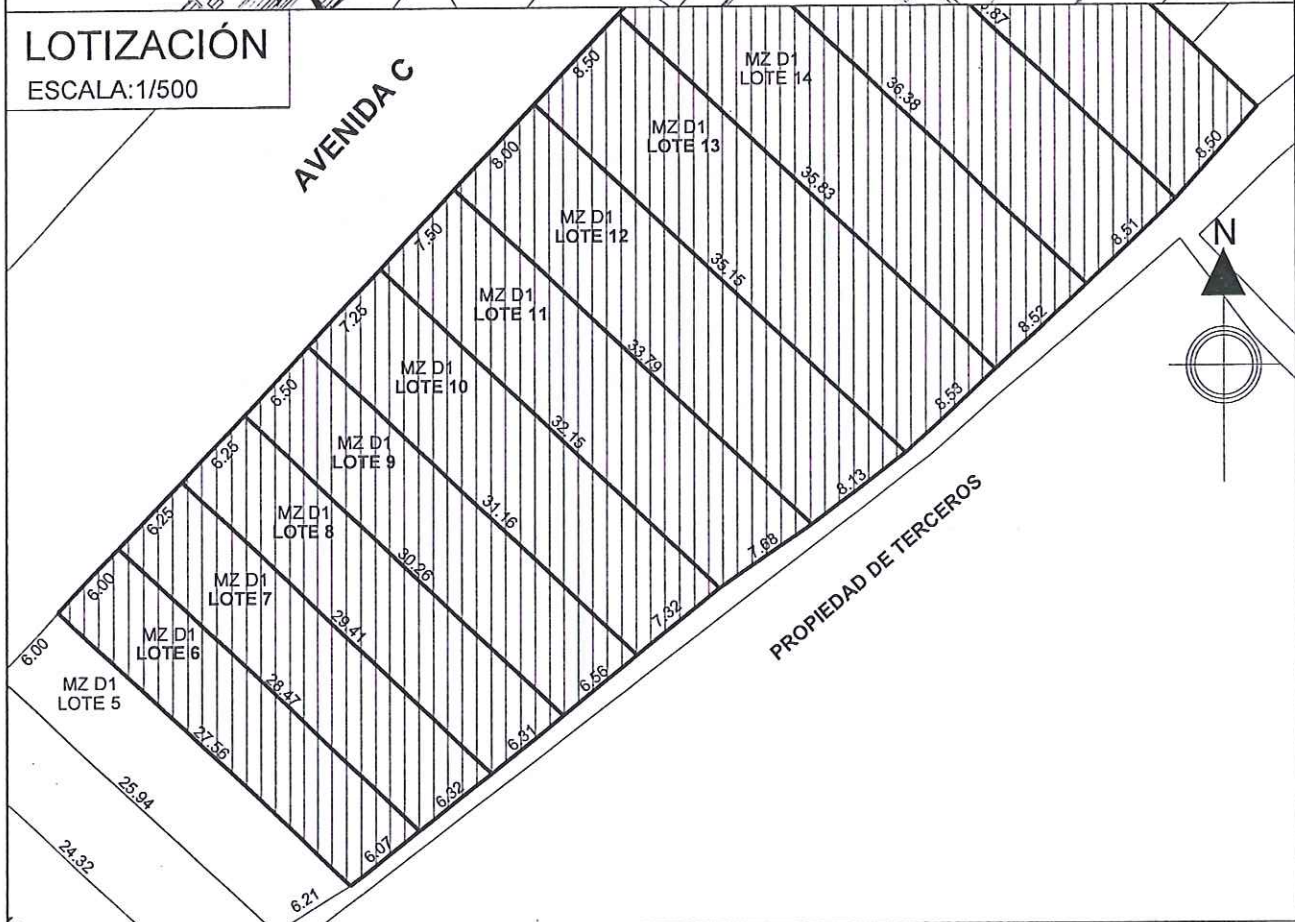 LOTIZACIÓN
ESCALA:1/500
AVENIDA C
N
PROPIEDAD DE TERCEROS
MZ D1
LOTE 14
MZ D1
LOTE 13
MZ D1
LOTE 12
MZ D1
LOTE 11
MZ D1
LOTE 10
MZ D1
LOTE 9
MZ D1
LOTE 8
MZ D1
LOTE 7
MZ D1
LOTE 6
MZ D1
LOTE 5
8.50
8.00
7.50
7.25
6.50
6.25
6.25
6.00
6.00
36.38
35.83
35.15
33.79
32.15
31.16
30.26
29.41
28.47
27.56
25.94
24.32
8.50
8.51
8.52
8.53
8.13
7.68
7.32
6.56
6.31
6.32
6.07
6.21